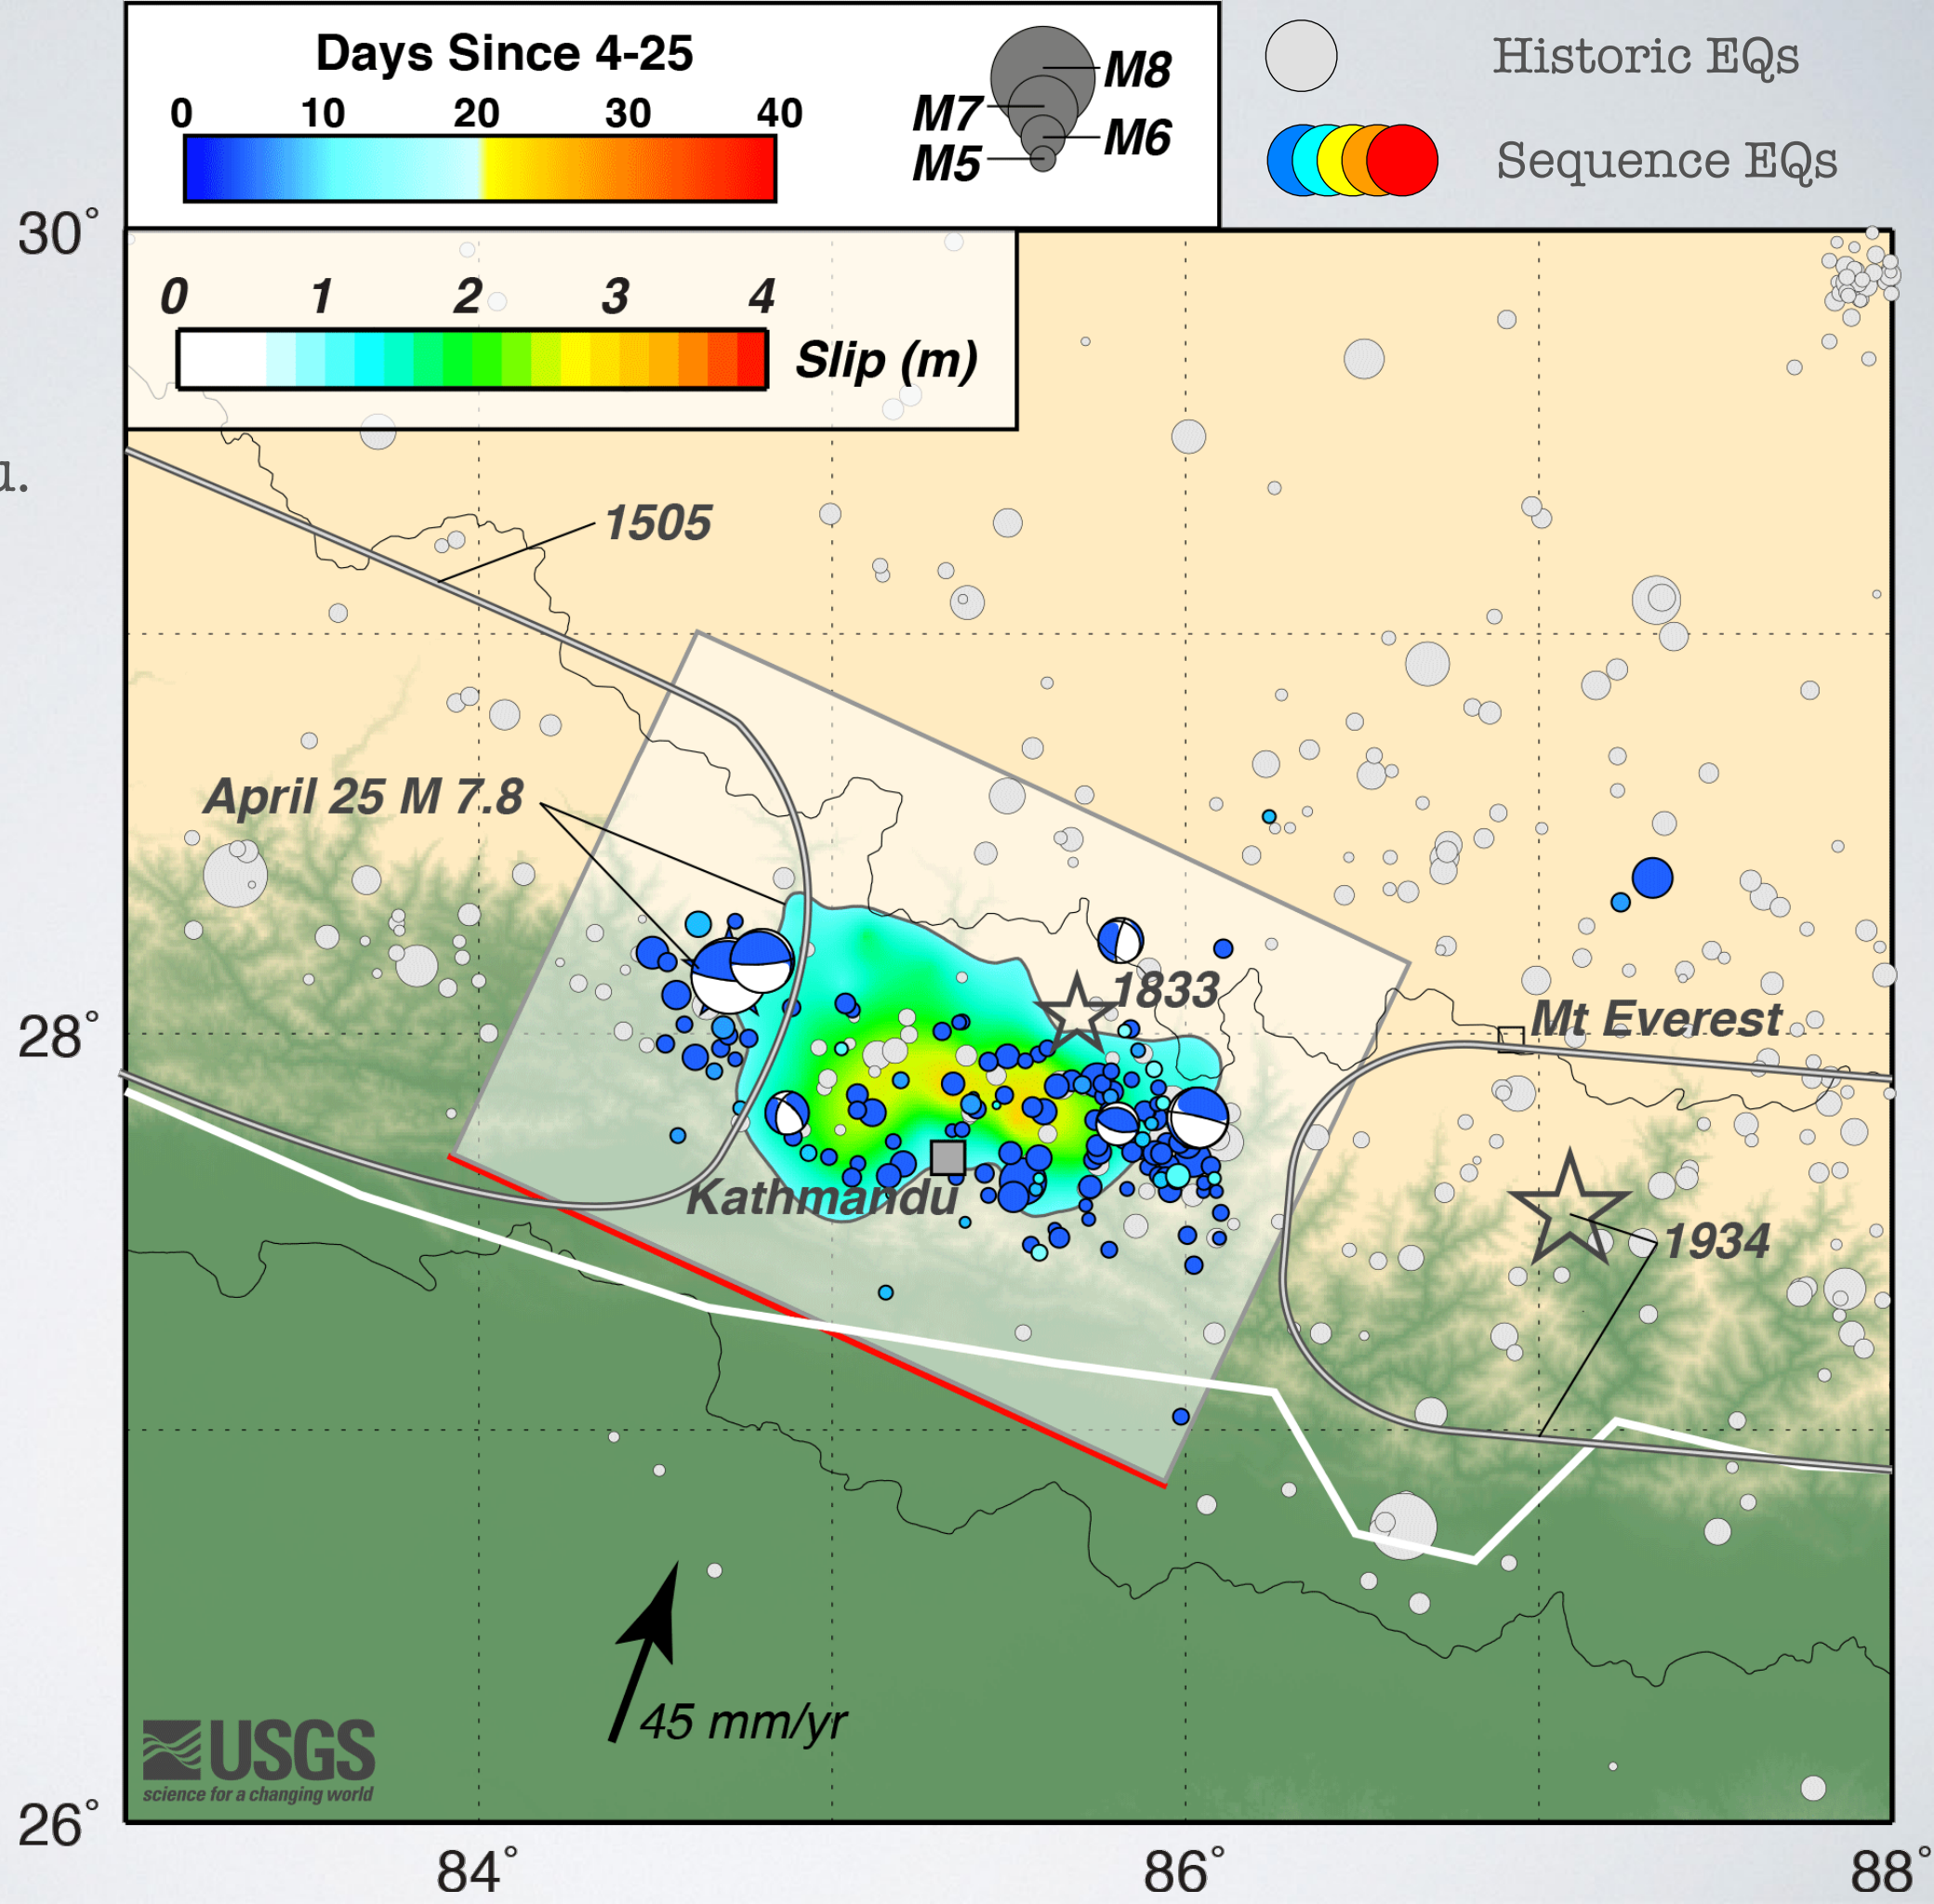 Days Since 4-25
0 10 20 30 40
M8
M7
M6
M5
Historic EQs
Sequence EQs
30°
0 1 2 3 4
Slip (m)
u.
1505
April 25 M 7.8
1833
28°
Mt Everest
Kathmandu
1934
45 mm/yr
USGS
science for a changing world
26°
84° 86° 88°